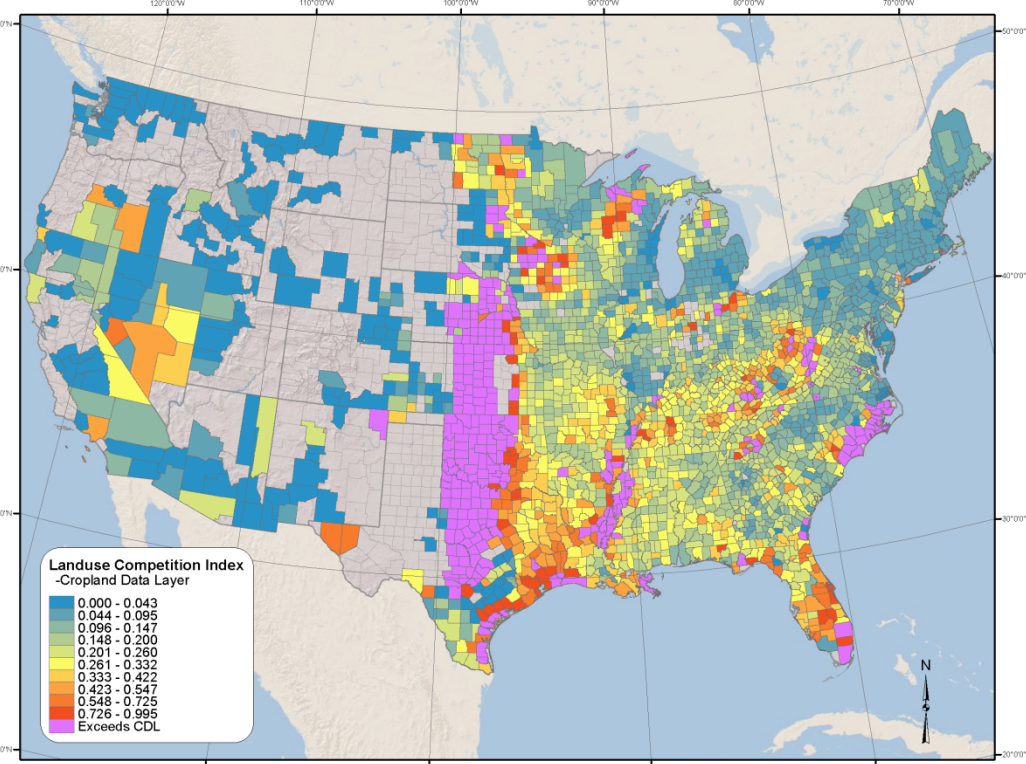 120°0'0"W 110°0'0"W 100°0'0"W 90°0'0"W 80°0'0"W 70°0'0"W
0°N 50°0'0"
0°N 40°0'0"
0°N 30°0'0"
Landuse Competition Index
-Cropland Data Layer
0.000 - 0.043
0.044 - 0.095
0.096 - 0.147
0.148 - 0.200
0.201 - 0.260
0.261 - 0.332
0.333 - 0.422
0.423 - 0.547
0.548 - 0.725
0.726 - 0.995
Exceeds CDL
N
0°N 20°0'0"